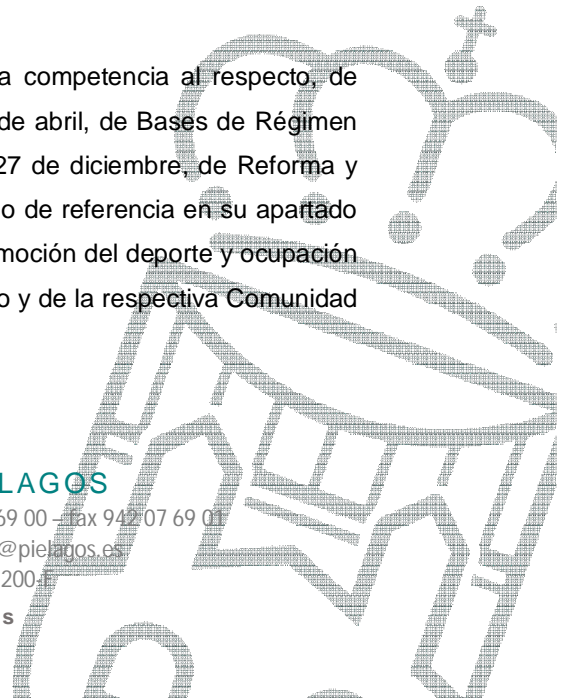 a competencia al respecto, de
de abril, de Bases de Régimen
27 de diciembre, de Reforma y
o de referencia en su apartado
moción del deporte y ocupación
o y de la respectiva Comunidad
LAGOS
69 00 – fax 942 07 69 01
@pielagos.es
200-F
s